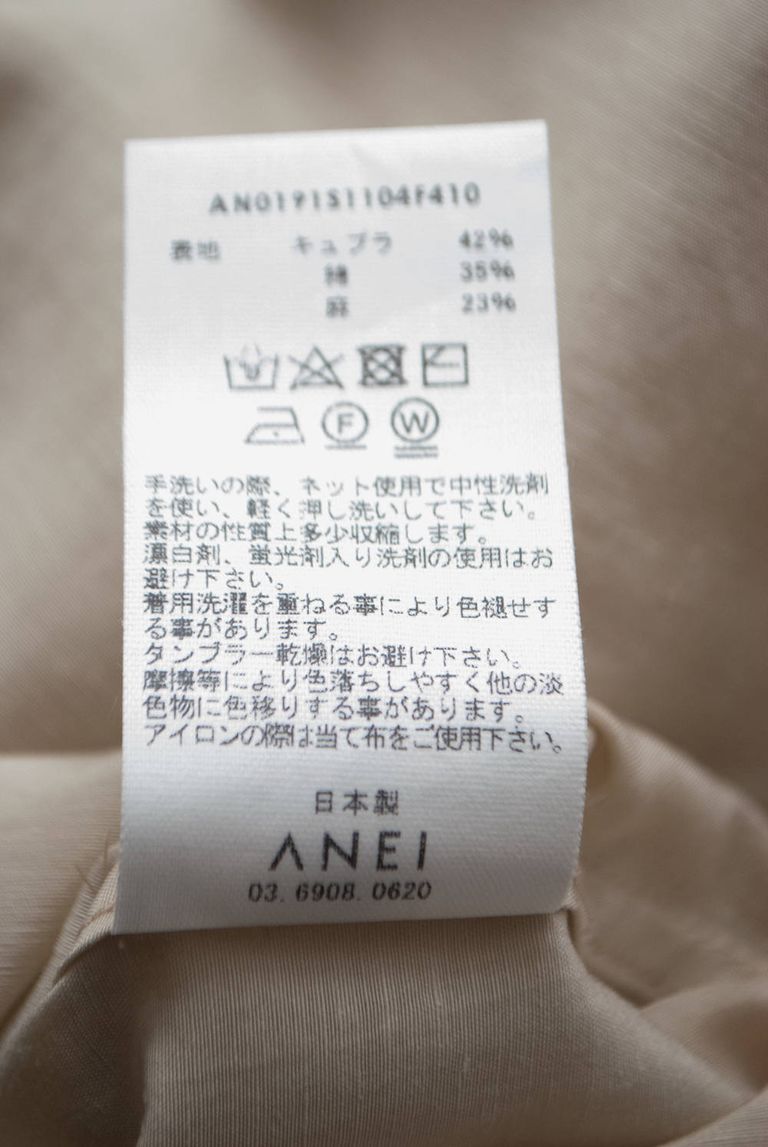 AN0191S1104F410
表地 キュプラ 42%
綿 35%
麻 23%
F W
手洗いの際、ネット使用で中性洗剤
を使い、軽く押し洗いして下さい。
素材の性質上多少収縮します。
漂白剤、蛍光剤入り洗剤の使用はお
避け下さい。
着用洗濯を重ねる事により色褪せす
る事があります。
タンブラー乾燥はお避け下さい。
摩擦等により色落ちしやすく他の淡
色物に色移りする事があります。
アイロンの際は当て布をご使用下さい。
日本製
ANEI
03. 6908. 0620